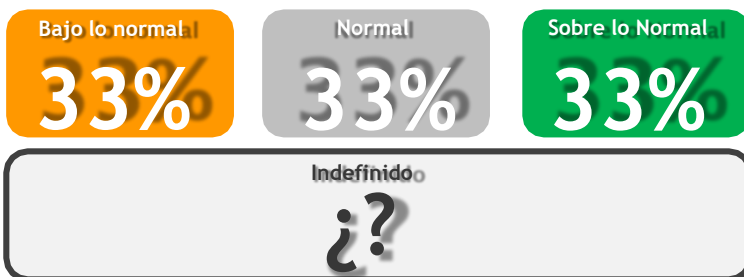 Bajo lo normal
Normal
Sobre lo Normal
33%
33%
33%
Indefinido
¿?